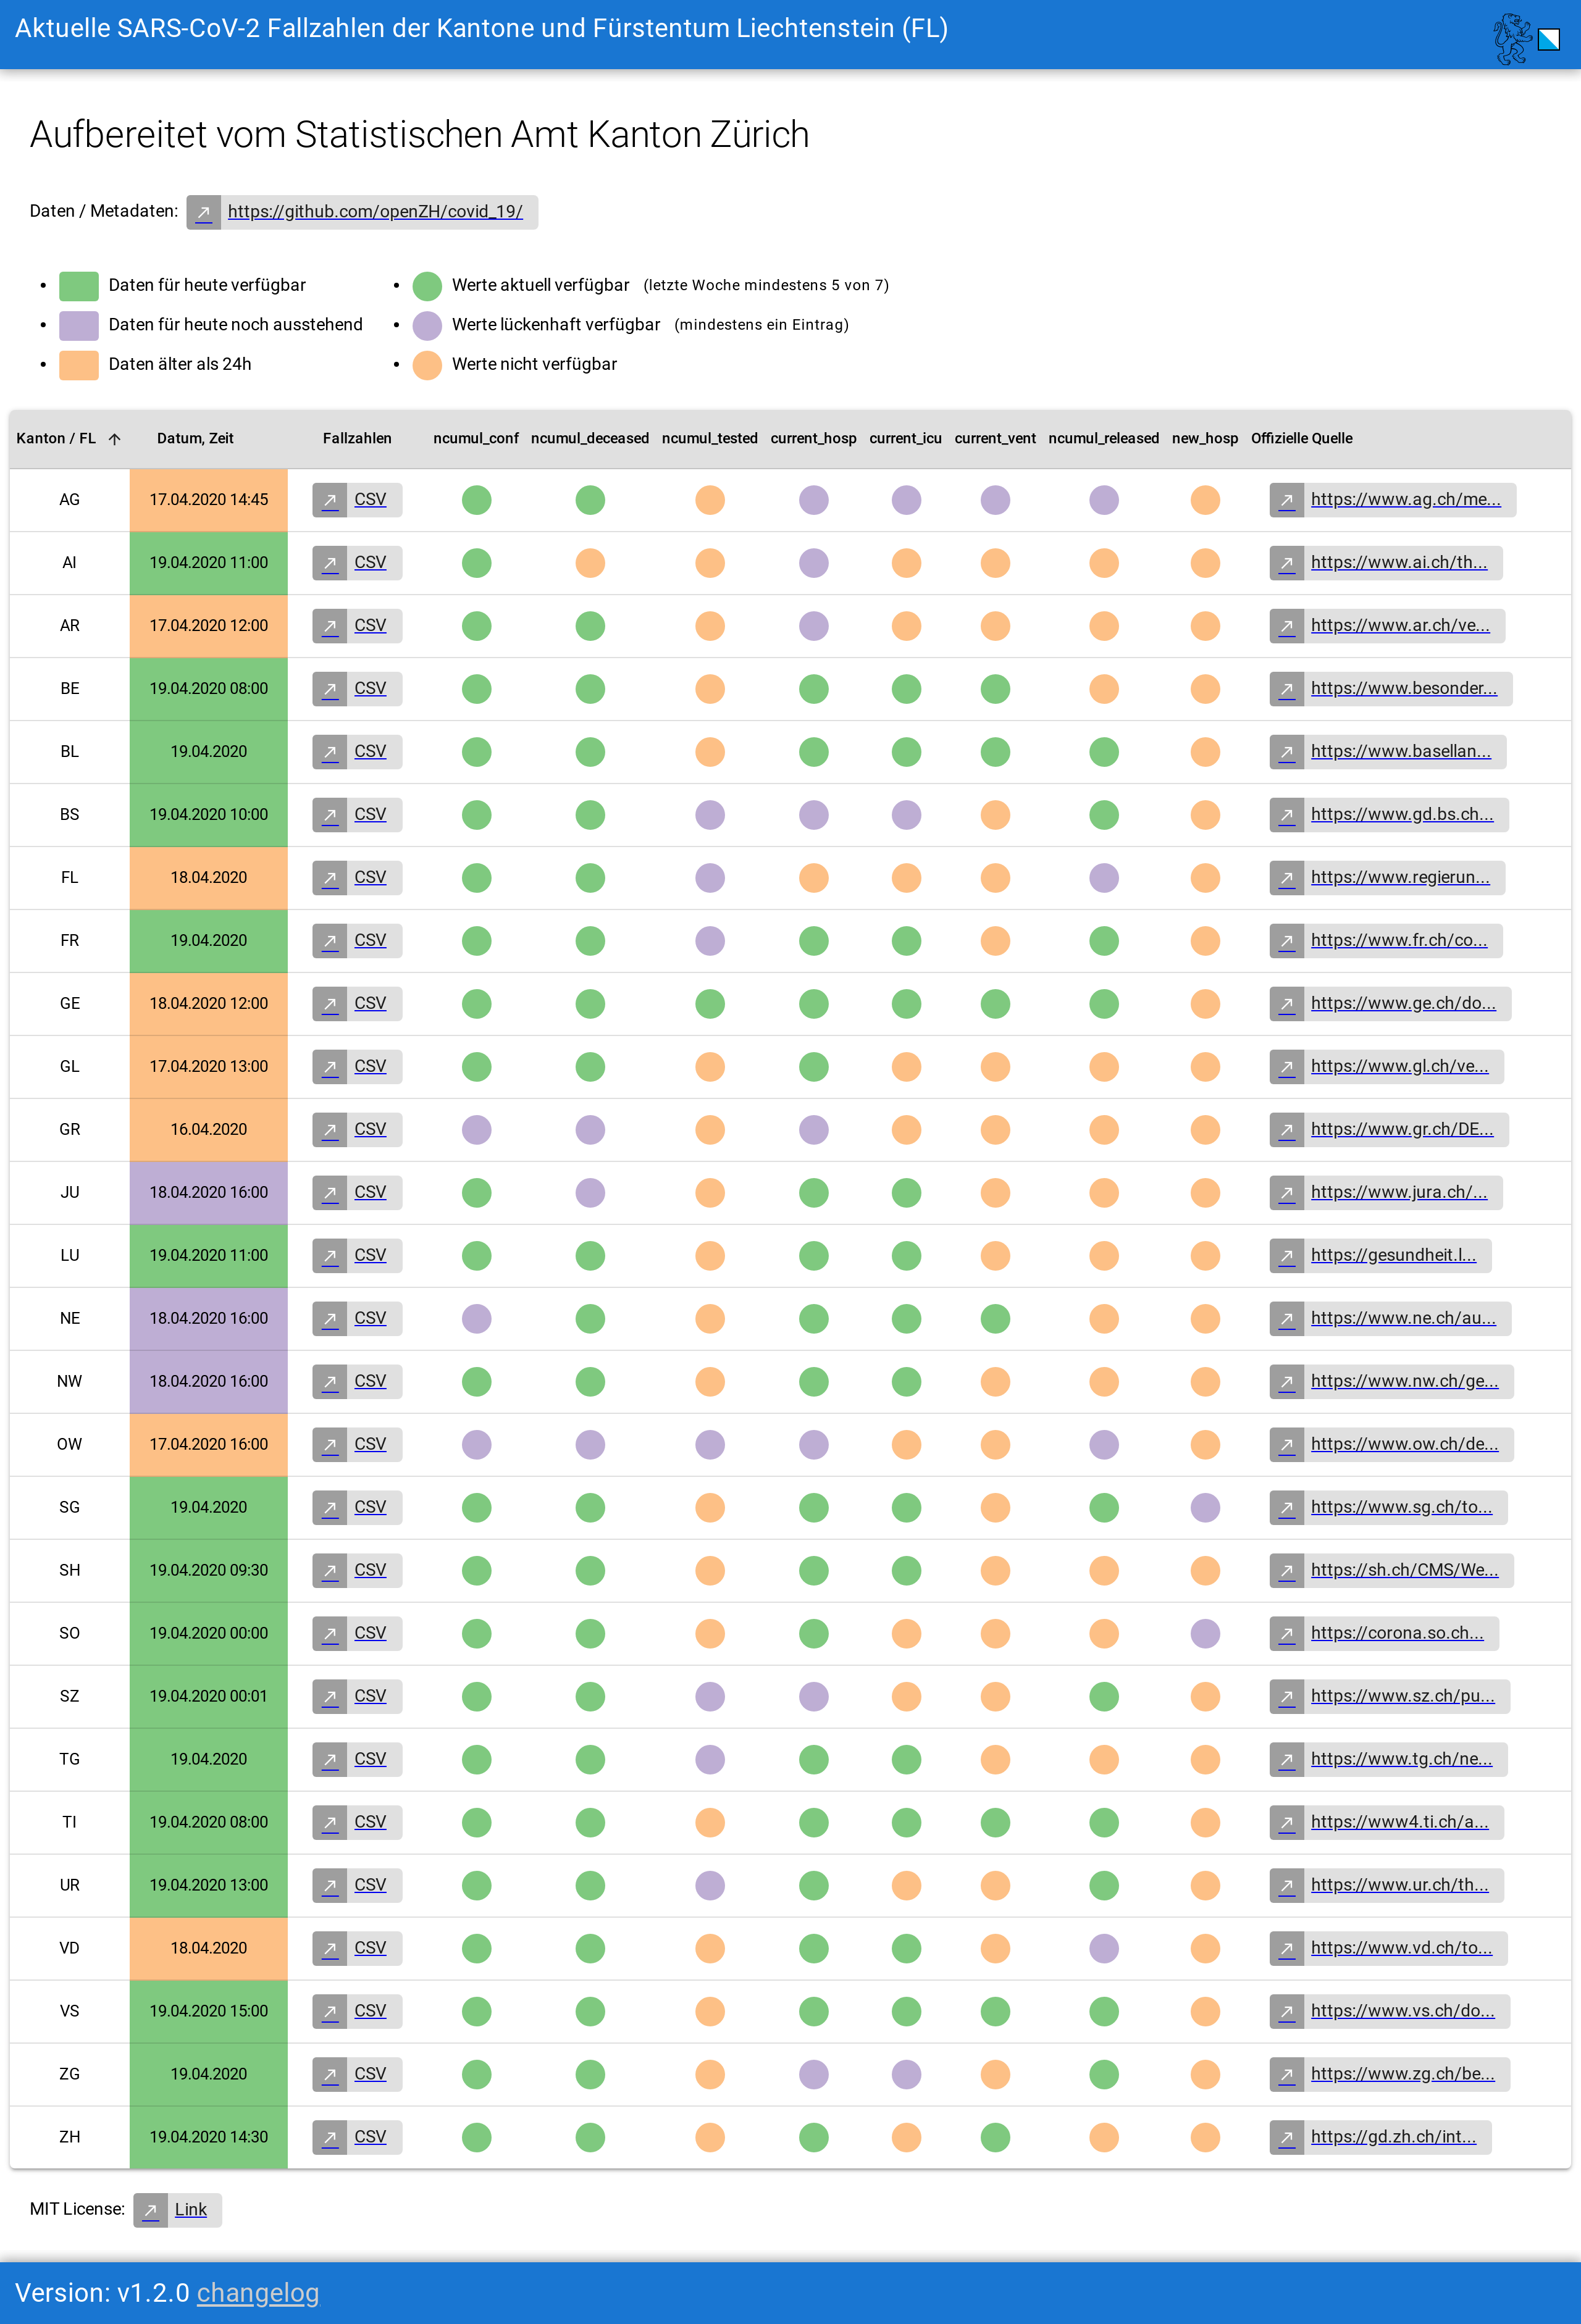 Aktuelle SARS-CoV-2 Fallzahlen der Kantone und Fürstentum Liechtenstein (FL)
Aufbereitet vom Statistischen Amt Kanton Zürich
Daten / Metadaten: https://github.com/openZH/covid_19/
Daten für heute verfügbar
Daten für heute noch ausstehend
Daten älter als 24h
Werte aktuell verfügbar (letzte Woche mindestens 5 von 7)
Werte lückenhaft verfügbar (mindestens ein Eintrag)
Werte nicht verfügbar
Kanton / FL Datum, Zeit Fallzahlen ncumul_conf ncumul_deceased ncumul_tested current_hosp current_icu current_vent ncumul_released new_hosp Offizielle Quelle
AG 17.04.2020 14:45 CSV https://www.ag.ch/me...
AI 19.04.2020 11:00 CSV https://www.ai.ch/th...
AR 17.04.2020 12:00 CSV https://www.ar.ch/ve...
BE 19.04.2020 08:00 CSV https://www.besonder...
BL 19.04.2020 CSV https://www.basellan...
BS 19.04.2020 10:00 CSV https://www.gd.bs.ch...
FL 18.04.2020 CSV https://www.regierun...
FR 19.04.2020 CSV https://www.fr.ch/co...
GE 18.04.2020 12:00 CSV https://www.ge.ch/do...
GL 17.04.2020 13:00 CSV https://www.gl.ch/ve...
GR 16.04.2020 CSV https://www.gr.ch/DE...
JU 18.04.2020 16:00 CSV https://www.jura.ch/...
LU 19.04.2020 11:00 CSV https://gesundheit.l...
NE 18.04.2020 16:00 CSV https://www.ne.ch/au...
NW 18.04.2020 16:00 CSV https://www.nw.ch/ge...
OW 17.04.2020 16:00 CSV https://www.ow.ch/de...
SG 19.04.2020 CSV https://www.sg.ch/to...
SH 19.04.2020 09:30 CSV https://sh.ch/CMS/We...
SO 19.04.2020 00:00 CSV https://corona.so.ch...
SZ 19.04.2020 00:01 CSV https://www.sz.ch/pu...
TG 19.04.2020 CSV https://www.tg.ch/ne...
TI 19.04.2020 08:00 CSV https://www4.ti.ch/a...
UR 19.04.2020 13:00 CSV https://www.ur.ch/th...
VD 18.04.2020 CSV https://www.vd.ch/to...
VS 19.04.2020 15:00 CSV https://www.vs.ch/do...
ZG 19.04.2020 CSV https://www.zg.ch/be...
ZH 19.04.2020 14:30 CSV https://gd.zh.ch/int...
MIT License: Link
Version: v1.2.0 changelog